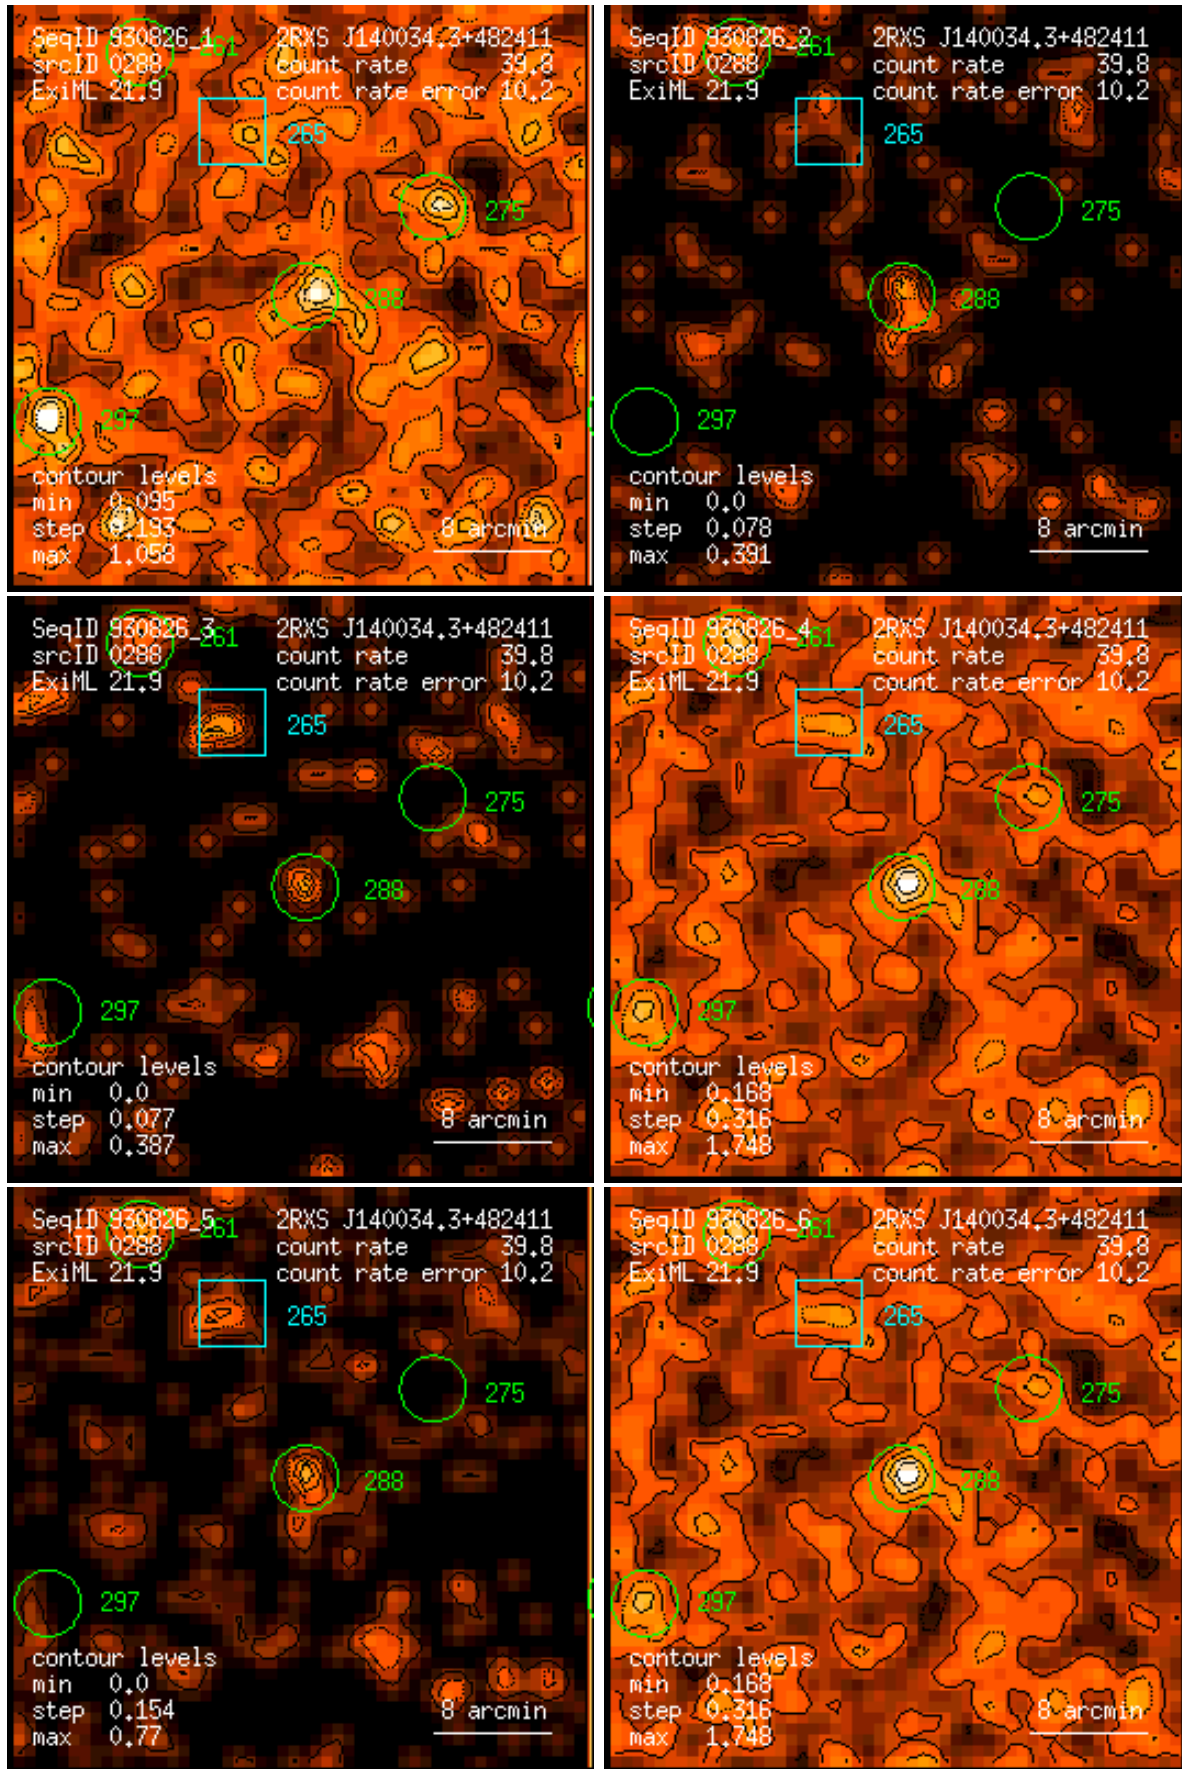 SeqID 930826_1 261 2RXS J140034.3+482411
srcID 0288 count rate 39.8
ExiML 21.9 count rate error 10.2
265
275
288
297
contour levels
min 0.095
step 0.193 8 arcmin
max 1.058
SeqID 930826_2 261 2RXS J140034.3+482411
srcID 0288 count rate 39.8
ExiML 21.9 count rate error 10.2
265
275
288
297
contour levels
min 0.0
step 0.078 8 arcmin
max 0.391
SeqID 930826_3 261 2RXS J140034.3+482411
srcID 0288 count rate 39.8
ExiML 21.9 count rate error 10.2
265
275
288
297
contour levels
min 0.0
step 0.077 8 arcmin
max 0.387
SeqID 930826_4 261 2RXS J140034.3+482411
srcID 0288 count rate 39.8
ExiML 21.9 count rate error 10.2
265
275
288
297
contour levels
min 0.168
step 0.316 8 arcmin
max 1.748
SeqID 930826_5 261 2RXS J140034.3+482411
srcID 0288 count rate 39.8
ExiML 21.9 count rate error 10.2
265
275
288
297
contour levels
min 0.0
step 0.154 8 arcmin
max 0.77
SeqID 930826_6 261 2RXS J140034.3+482411
srcID 0288 count rate 39.8
ExiML 21.9 count rate error 10.2
265
275
288
297
contour levels
min 0.168
step 0.316 8 arcmin
max 1.748